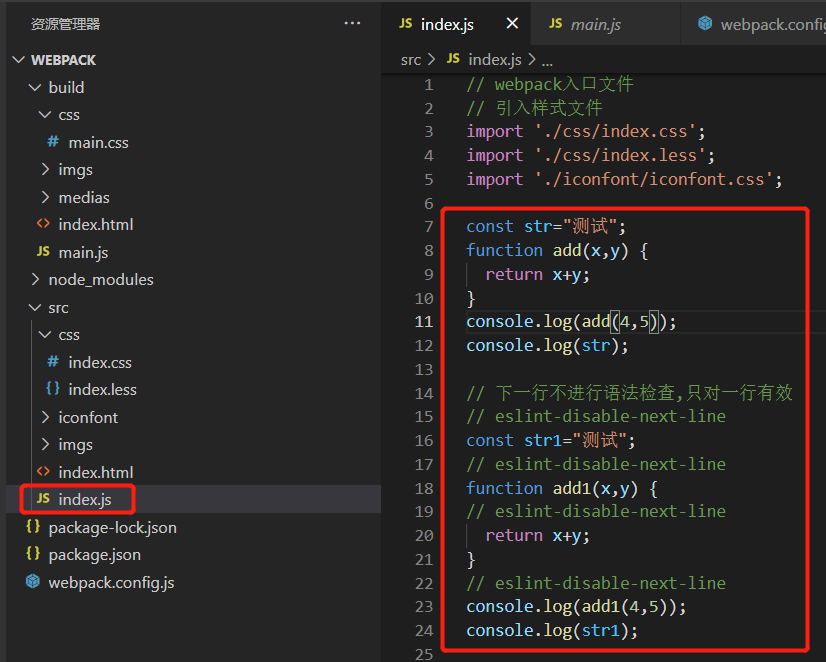 资源管理器
...
WEBPACK
build
css
# main.css
imgs
medias
<> index.html
JS main.js
node_modules
src
css
# index.css
{} index.less
iconfont
imgs
<> index.html
JS index.js
{} package-lock.json
{} package.json
webpack.config.js
JS index.js ×
JS main.js
webpack.config
src > JS index.js > ...
1 // webpack入口文件
2 // 引入样式文件
3 import './css/index.css';
4 import './css/index.less';
5 import './iconfont/iconfont.css';
6
7 const str="测试";
8 function add(x,y) {
9 return x+y;
10 }
11 console.log(add(4,5));
12 console.log(str);
13
14 // 下一行不进行语法检查,只对一行有效
15 // eslint-disable-next-line
16 const str1="测试";
17 // eslint-disable-next-line
18 function add1(x,y) {
19 // eslint-disable-next-line
20 return x+y;
21 }
22 // eslint-disable-next-line
23 console.log(add1(4,5));
24 console.log(str1);
25